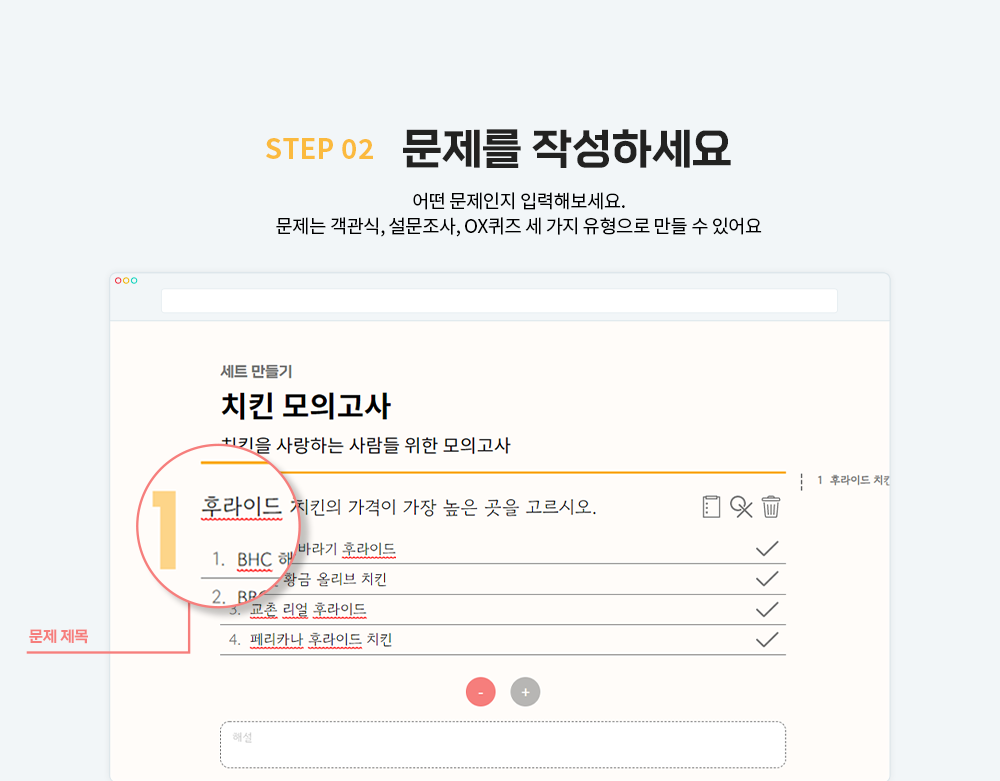 STEP 02 문제를 작성하세요
어떤 문제인지 입력해보세요.
문제는 객관식, 설문조사, OX퀴즈 세 가지 유형으로 만들 수 있어요
세트 만들기
치킨 모의고사
치킨을 사랑하는 사람들 위한 모의고사
1 후라이드 치킨
1
후라이드 치킨의 가격이 가장 높은 곳을 고르시오.
1. BHC 해바라기 후라이드
2. 황금 올리브 치킨
3. 교촌 리얼 후라이드
4. 페리카나 후라이드 치킨
문제 제목
- +
해설